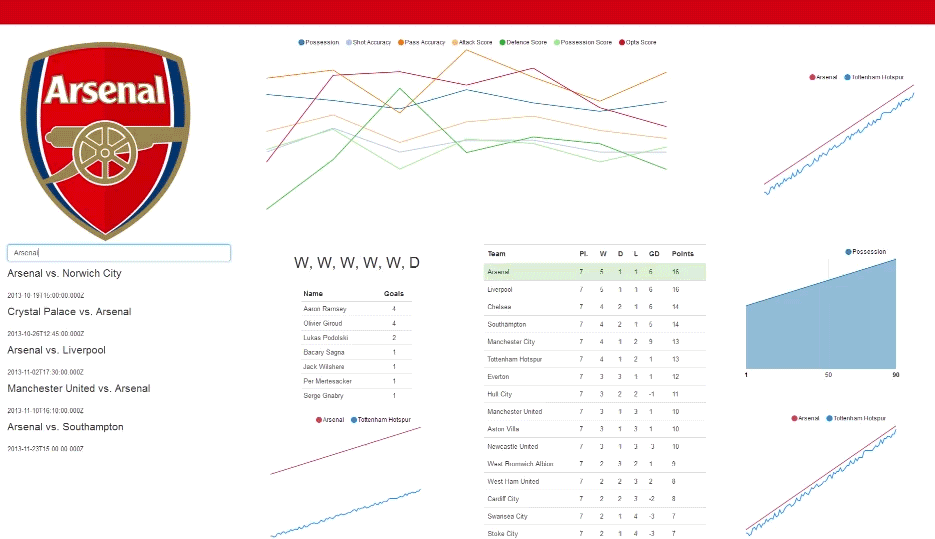 Arsenal
Arsenal
Arsenal vs. Norwich City
2013-10-19T15:00:00.000Z
Crystal Palace vs. Arsenal
2013-10-26T12:45:00.000Z
Arsenal vs. Liverpool
2013-11-02T17:30:00.000Z
Manchester United vs. Arsenal
2013-11-10T16:10:00.000Z
Arsenal vs. Southampton
2013-11-23T15:00:00.000Z
Possession Shot Accuracy Pass Accuracy Attack Score Defence Score Possession Score Opta Score
W, W, W, W, W, D
Name Goals
Aaron Ramsey 4
Olivier Giroud 4
Lukas Podolski 2
Bacary Sagna 1
Jack Wilshere 1
Per Mertesacker 1
Serge Gnabry 1
Arsenal Tottenham Hotspur
Team Pl. W D L GD Points
Arsenal 7 5 1 1 6 16
Liverpool 7 5 1 1 6 16
Chelsea 7 4 2 1 6 14
Southampton 7 4 2 1 5 14
Manchester City 7 4 1 2 9 13
Tottenham Hotspur 7 4 1 2 1 13
Everton 7 3 3 1 1 12
Hull City 7 3 2 2 -1 11
Manchester United 7 3 1 3 1 10
Aston Villa 7 3 1 3 1 10
Newcastle United 7 3 1 3 -3 10
West Bromwich Albion 7 2 3 2 1 9
West Ham United 7 2 2 3 2 8
Cardiff City 7 2 2 3 -2 8
Swansea City 7 2 1 4 -3 7
Stoke City 7 2 1 4 -3 7
Arsenal Tottenham Hotspur
Possession
1 50 90
Arsenal Tottenham Hotspur